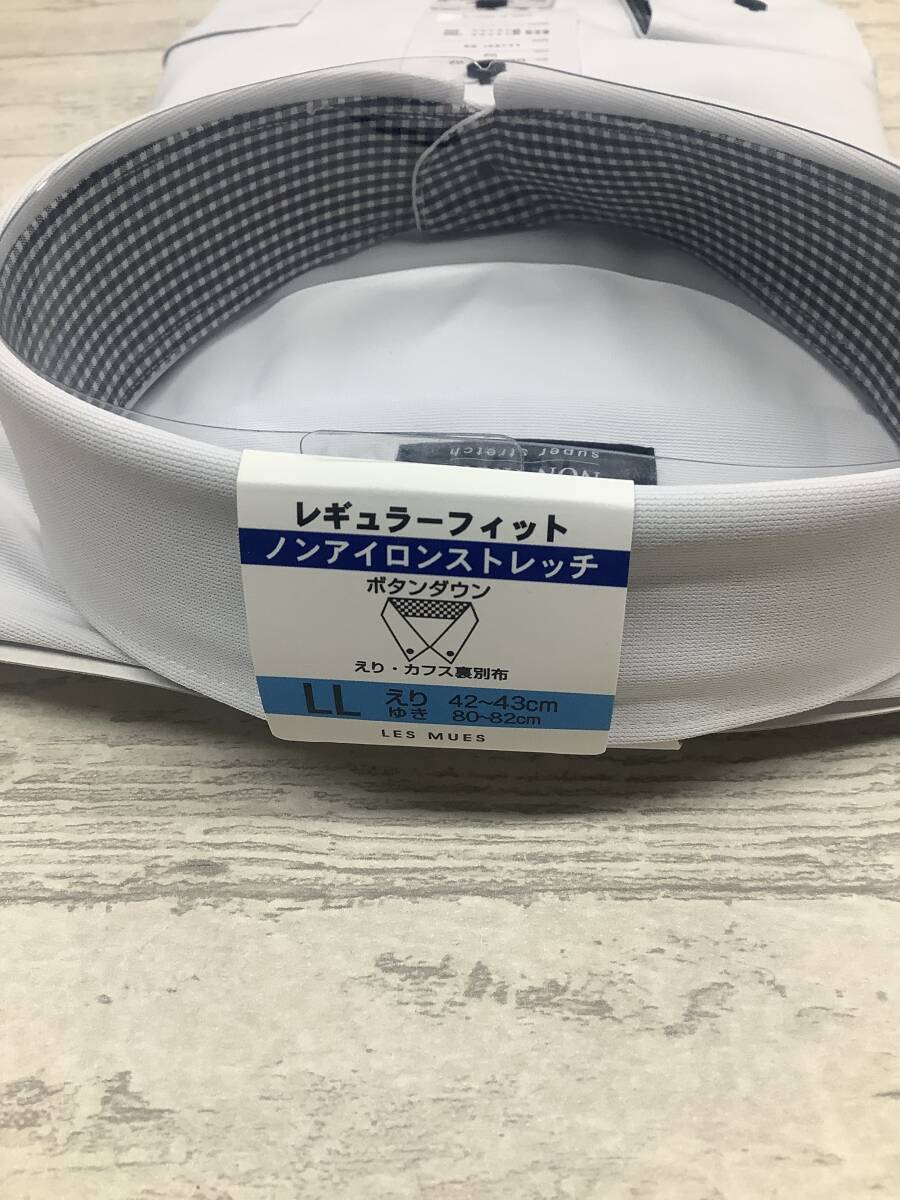 Super Stretch
NON
レギュラーフィット
ノンアイロンストレッチ
ボタンダウン
えり・カフス裏別布
LL えり 42~43cm
ゆき 80~82cm
LES MUES